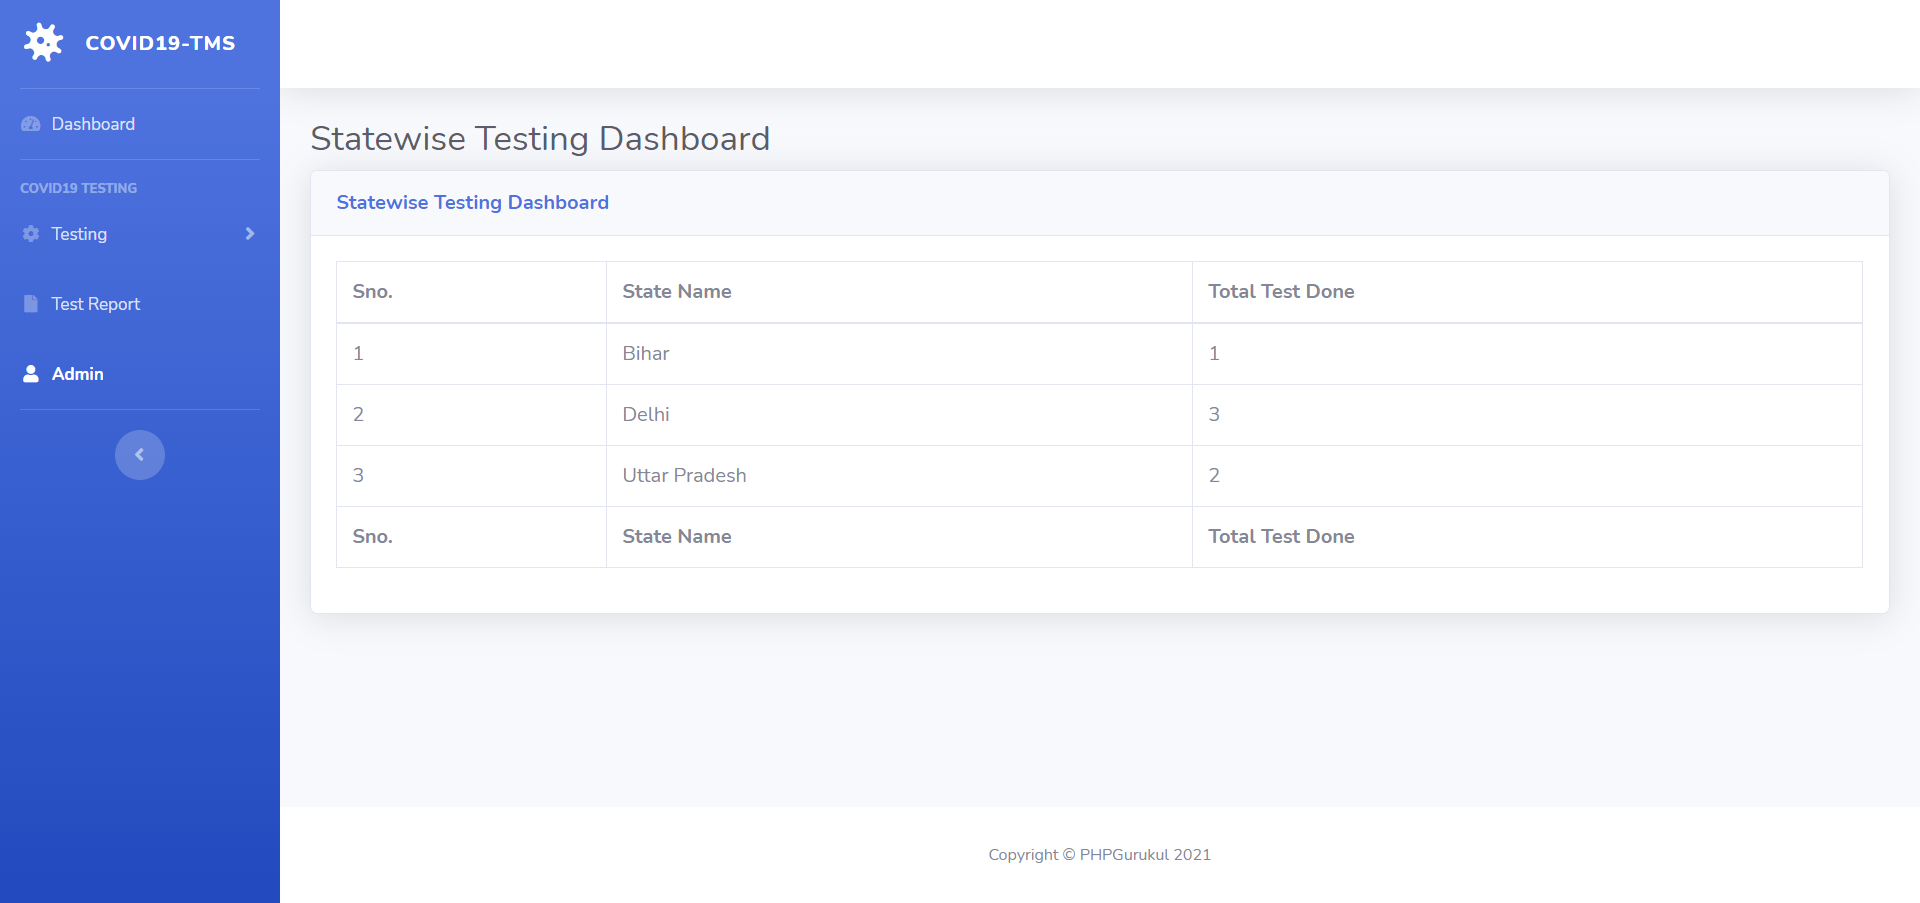 COVID19-TMS
Dashboard
COVID19 TESTING
Testing
Test Report
Admin
Statewise Testing Dashboard
Statewise Testing Dashboard
Sno. State Name Total Test Done
1 Bihar 1
2 Delhi 3
3 Uttar Pradesh 2
Sno. State Name Total Test Done
Copyright © PHPGurukul 2021